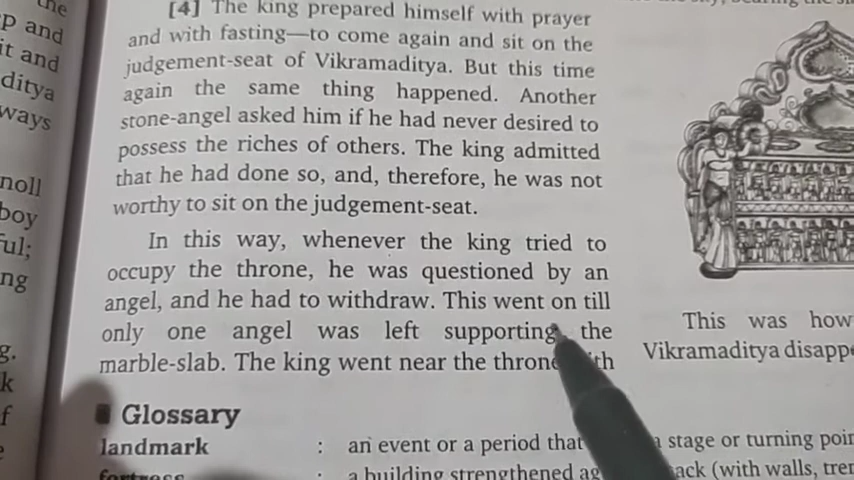 the
p and
it and
ditya
ways
noll
boy
ful;
ng
g.
k
f
[4] The king prepared himself with prayer
and with fasting—to come again and sit on the
judgement-seat of Vikramaditya. But this time
again the same thing happened. Another
stone-angel asked him if he had never desired to
possess the riches of others. The king admitted
that he had done so, and, therefore, he was not
worthy to sit on the judgement-seat.
In this way, whenever the king tried to
occupy the throne, he was questioned by an
angel, and he had to withdraw. This went on till
only one angel was left supporting the
marble-slab. The king went near the throne
This was how
Vikramaditya disapp
Glossary
landmark : an event or a period that a stage or turning poin
fortress : a building strengthened ag ack (with walls, tren